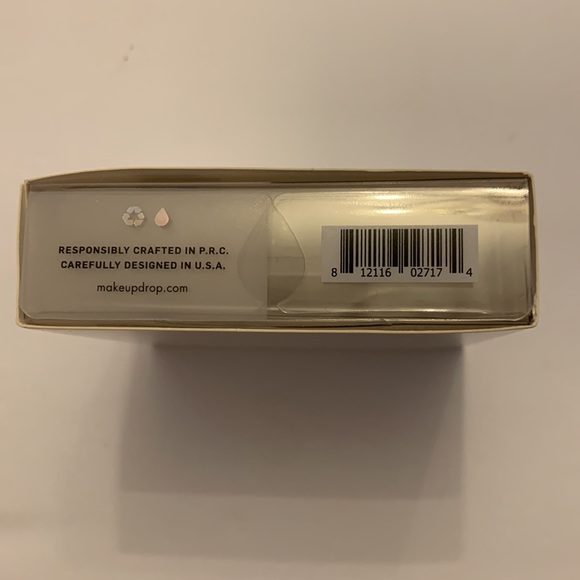 RESPONSIBLY CRAFTED IN P.R.C.
CAREFULLY DESIGNED IN U.S.A.
makeupdrop.com
8 12116 02717 4